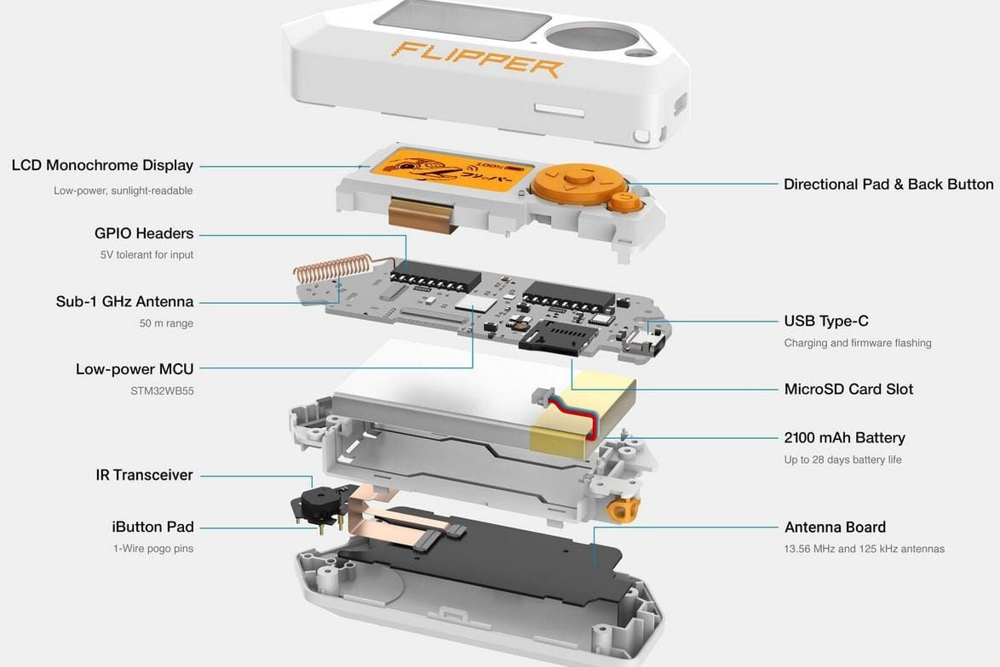 FLIPPER
100%
LCD Monochrome Display
Low-power, sunlight-readable
Directional Pad & Back Button
GPIO Headers
5V tolerant for input
Sub-1 GHz Antenna
50 m range
USB Type-C
Charging and firmware flashing
Low-power MCU
STM32WB55
MicroSD Card Slot
2100 mAh Battery
Up to 28 days battery life
IR Transceiver
iButton Pad
1-Wire pogo pins
Antenna Board
13.56 MHz and 125 kHz antennas